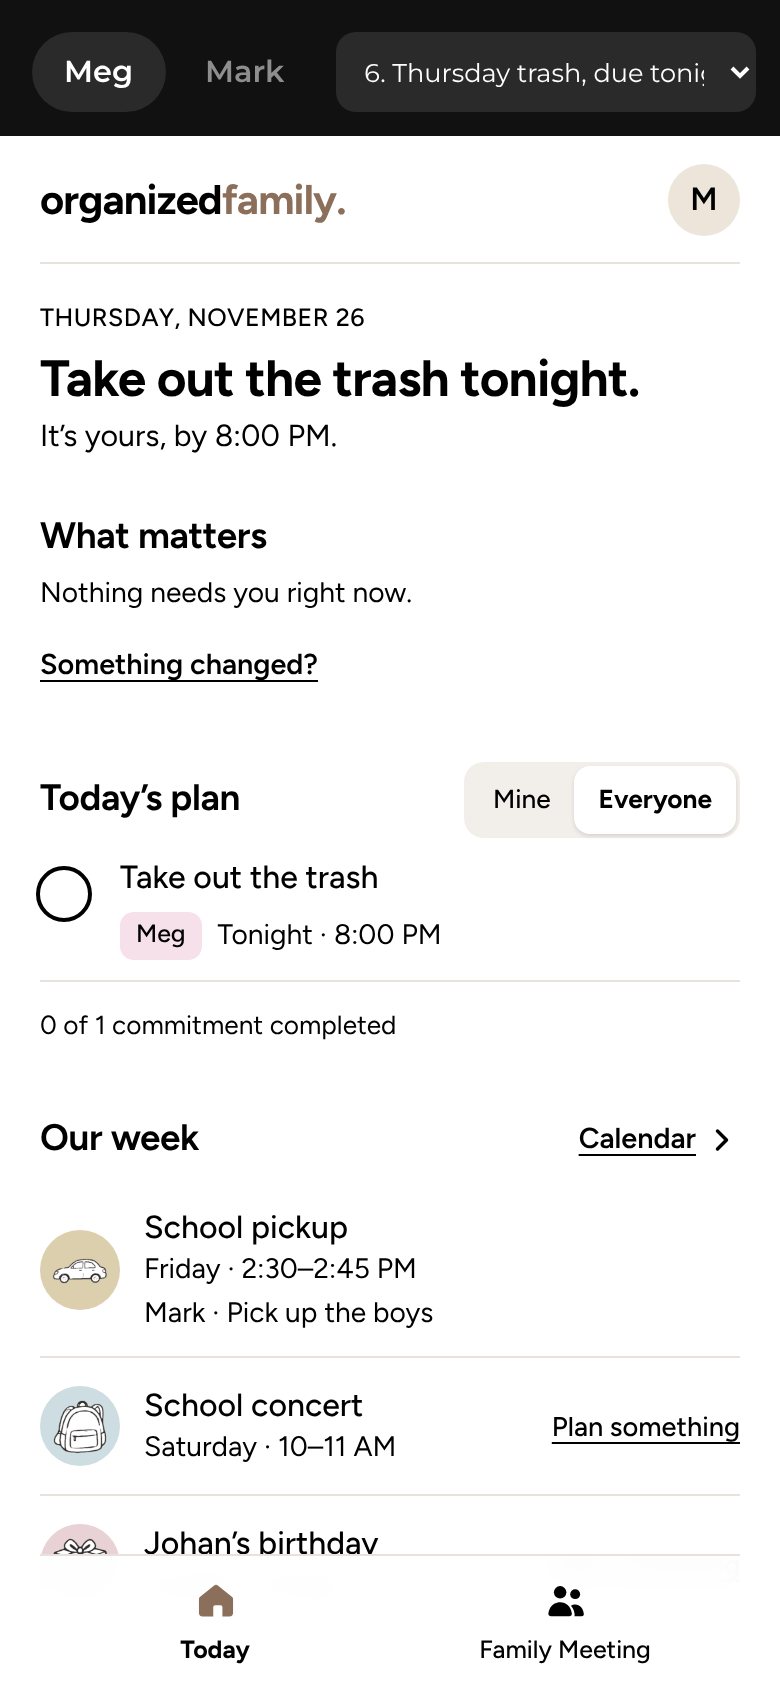 Meg
Mark
6. Thursday trash, due tonig
organizedfamily.
M
THURSDAY, NOVEMBER 26
Take out the trash tonight.
It’s yours, by 8:00 PM.
What matters
Nothing needs you right now.
Something changed?
Today’s plan
Mine
Everyone
Take out the trash
Meg
Tonight · 8:00 PM
0 of 1 commitment completed
Our week
Calendar
School pickup
Friday · 2:30–2:45 PM
Mark · Pick up the boys
School concert
Saturday · 10–11 AM
Plan something
Johan’s birthday
Today
Family Meeting